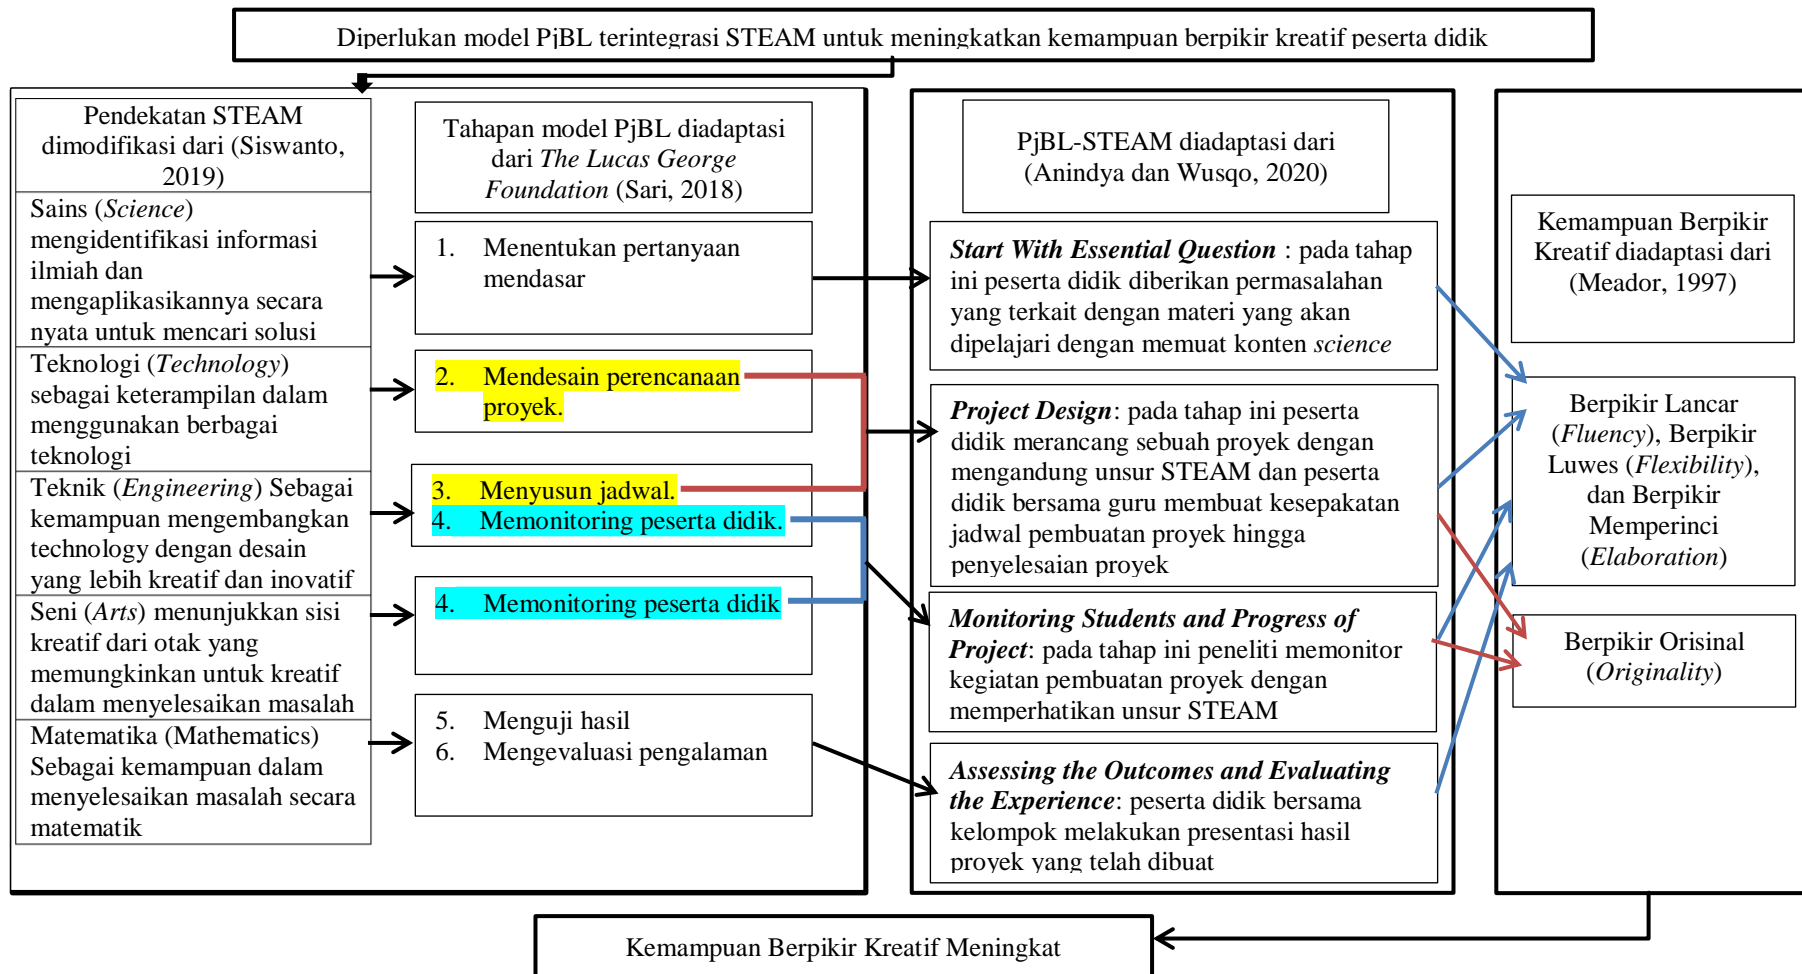 Diperlukan model PjBL terintegrasi STEAM untuk meningkatkan kemampuan berpikir kreatif peserta didik
Pendekatan STEAM
dimodifikasi dari (Siswanto,
2019)
Sains (Science)
mengidentifikasi informasi
ilmiah dan
mengaplikasikannya secara
nyata untuk mencari solusi
Teknologi (Technology)
sebagai keterampilan dalam
menggunakan berbagai
teknologi
Teknik (Engineering) Sebagai
kemampuan mengembangkan
technology dengan desain
yang lebih kreatif dan inovatif
Seni (Arts) menunjukkan sisi
kreatif dari otak yang
memungkinkan untuk kreatif
dalam menyelesaikan masalah
Matematika (Mathematics)
Sebagai kemampuan dalam
menyelesaikan masalah secara
matematik
Tahapan model PjBL diadaptasi
dari The Lucas George
Foundation (Sari, 2018)
1. Menentukan pertanyaan
mendasar
2. Mendesain perencanaan
proyek.
3. Menyusun jadwal.
4. Memonitoring peserta didik.
4. Memonitoring peserta didik
5. Menguji hasil
6. Mengevaluasi pengalaman
PjBL-STEAM diadaptasi dari
(Anindya dan Wusqo, 2020)
Start With Essential Question : pada tahap
ini peserta didik diberikan permasalahan
yang terkait dengan materi yang akan
dipelajari dengan memuat konten science
Project Design: pada tahap ini peserta
didik merancang sebuah proyek dengan
mengandung unsur STEAM dan peserta
didik bersama guru membuat kesepakatan
jadwal pembuatan proyek hingga
penyelesaian proyek
Monitoring Students and Progress of
Project: pada tahap ini peneliti memonitor
kegiatan pembuatan proyek dengan
memperhatikan unsur STEAM
Assessing the Outcomes and Evaluating
the Experience: peserta didik bersama
kelompok melakukan presentasi hasil
proyek yang telah dibuat
Kemampuan Berpikir
Kreatif diadaptasi dari
(Meador, 1997)
Berpikir Lancar
(Fluency), Berpikir
Luwes (Flexibility),
dan Berpikir
Memperinci
(Elaboration)
Berpikir Orisinal
(Originality)
Kemampuan Berpikir Kreatif Meningkat